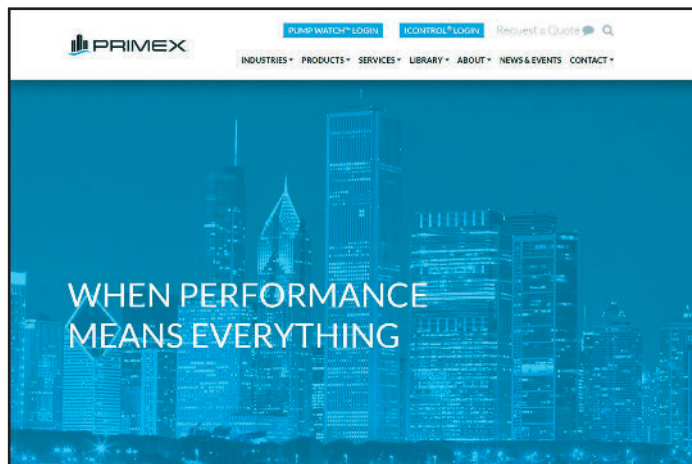 PUMP WATCH™ LOGIN ICONTROL® LOGIN Request a Quote
PRIMEX
INDUSTRIES PRODUCTS SERVICES LIBRARY ABOUT NEWS & EVENTS CONTACT
WHEN PERFORMANCE
MEANS EVERYTHING